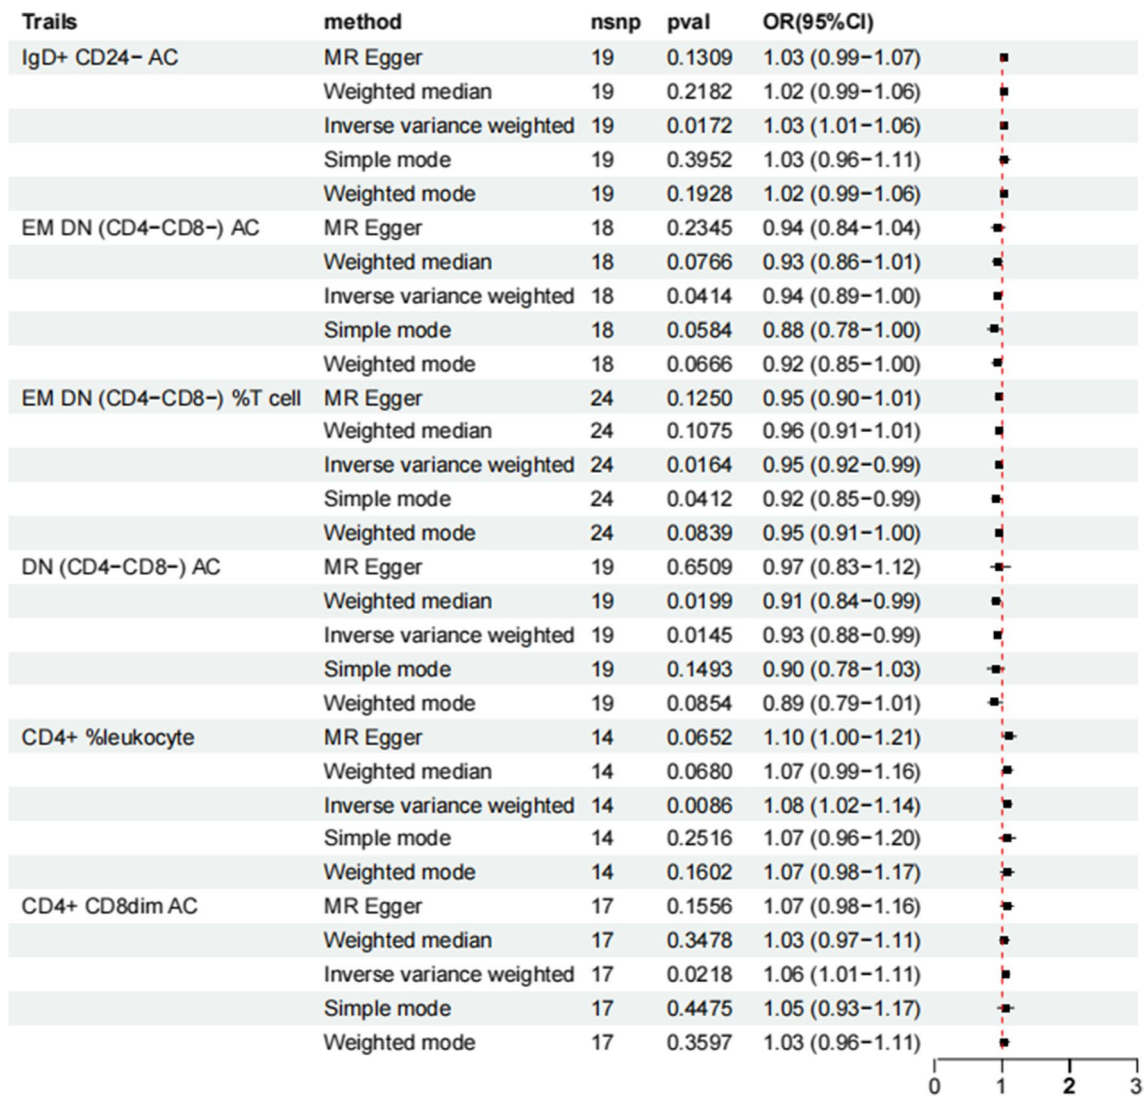 Trails method nsnp pval OR(95%CI)
IgD+ CD24− AC MR Egger 19 0.1309 1.03 (0.99−1.07)
Weighted median 19 0.2182 1.02 (0.99−1.06)
Inverse variance weighted 19 0.0172 1.03 (1.01−1.06)
Simple mode 19 0.3952 1.03 (0.96−1.11)
Weighted mode 19 0.1928 1.02 (0.99−1.06)
EM DN (CD4−CD8−) AC MR Egger 18 0.2345 0.94 (0.84−1.04)
Weighted median 18 0.0766 0.93 (0.86−1.01)
Inverse variance weighted 18 0.0414 0.94 (0.89−1.00)
Simple mode 18 0.0584 0.88 (0.78−1.00)
Weighted mode 18 0.0666 0.92 (0.85−1.00)
EM DN (CD4−CD8−) %T cell MR Egger 24 0.1250 0.95 (0.90−1.01)
Weighted median 24 0.1075 0.96 (0.91−1.01)
Inverse variance weighted 24 0.0164 0.95 (0.92−0.99)
Simple mode 24 0.0412 0.92 (0.85−0.99)
Weighted mode 24 0.0839 0.95 (0.91−1.00)
DN (CD4−CD8−) AC MR Egger 19 0.6509 0.97 (0.83−1.12)
Weighted median 19 0.0199 0.91 (0.84−0.99)
Inverse variance weighted 19 0.0145 0.93 (0.88−0.99)
Simple mode 19 0.1493 0.90 (0.78−1.03)
Weighted mode 19 0.0854 0.89 (0.79−1.01)
CD4+ %leukocyte MR Egger 14 0.0652 1.10 (1.00−1.21)
Weighted median 14 0.0680 1.07 (0.99−1.16)
Inverse variance weighted 14 0.0086 1.08 (1.02−1.14)
Simple mode 14 0.2516 1.07 (0.96−1.20)
Weighted mode 14 0.1602 1.07 (0.98−1.17)
CD4+ CD8dim AC MR Egger 17 0.1556 1.07 (0.98−1.16)
Weighted median 17 0.3478 1.03 (0.97−1.11)
Inverse variance weighted 17 0.0218 1.06 (1.01−1.11)
Simple mode 17 0.4475 1.05 (0.93−1.17)
Weighted mode 17 0.3597 1.03 (0.96−1.11)
0 1 2 3